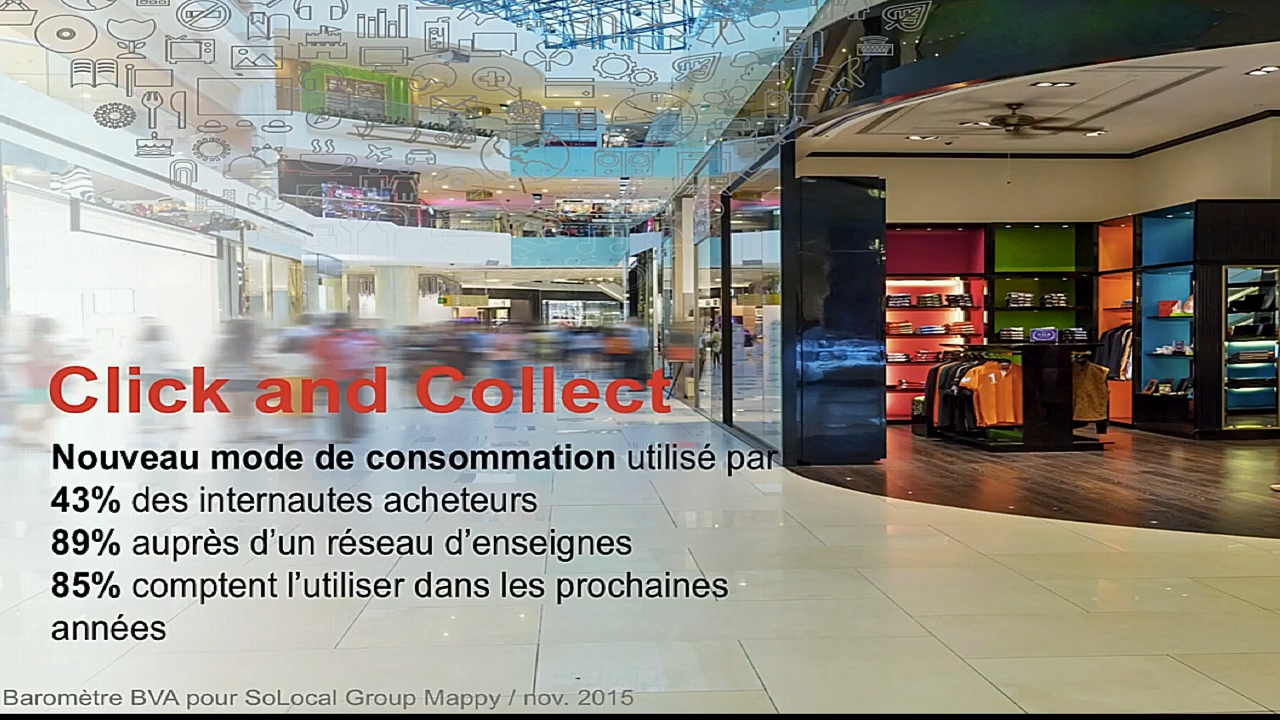 Click and Collect
Nouveau mode de consommation utilisé par
43% des internautes acheteurs
89% auprès d’un réseau d’enseignes
85% comptent l’utiliser dans les prochaines
années
Baromètre BVA pour SoLocal Group Mappy / nov. 2015